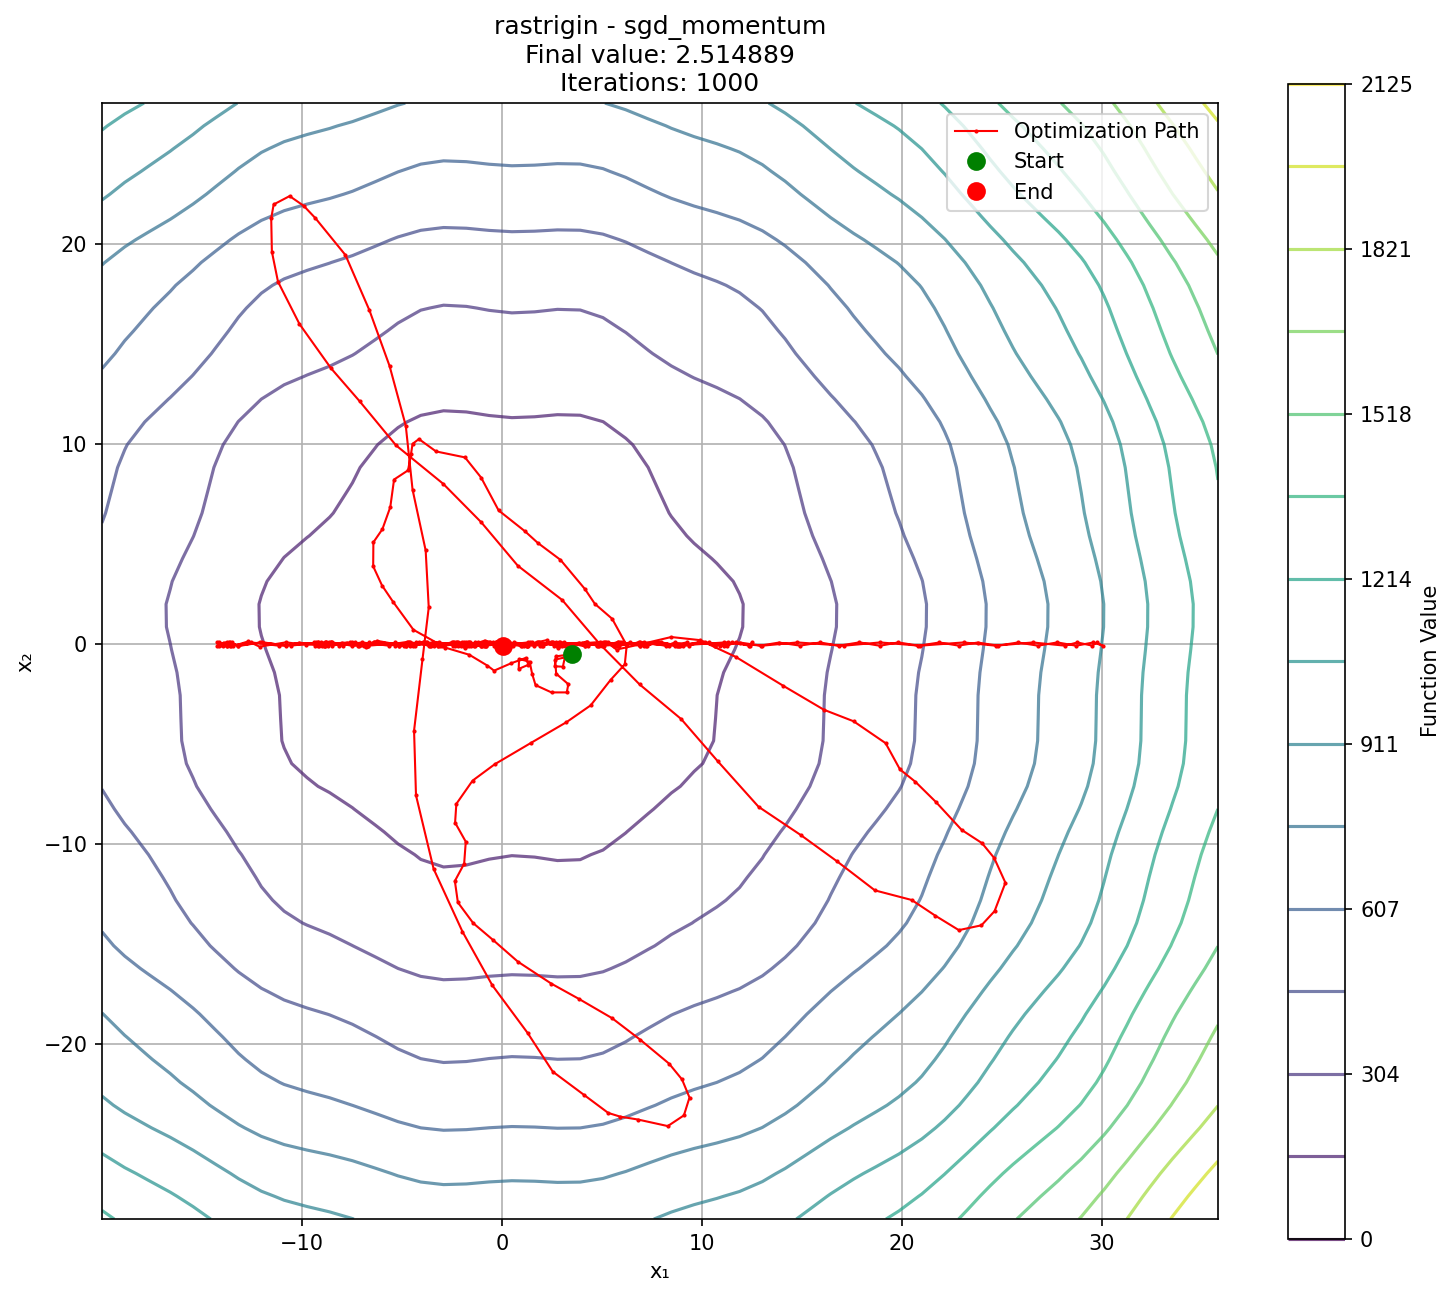 rastrigin - sgd_momentum
Final value: 2.514889
Iterations: 1000
Optimization Path
Start
End
20
10
0
−10
−20
x₂
−10
0
10
20
30
x₁
2125
1821
1518
1214
911
607
304
0
Function Value